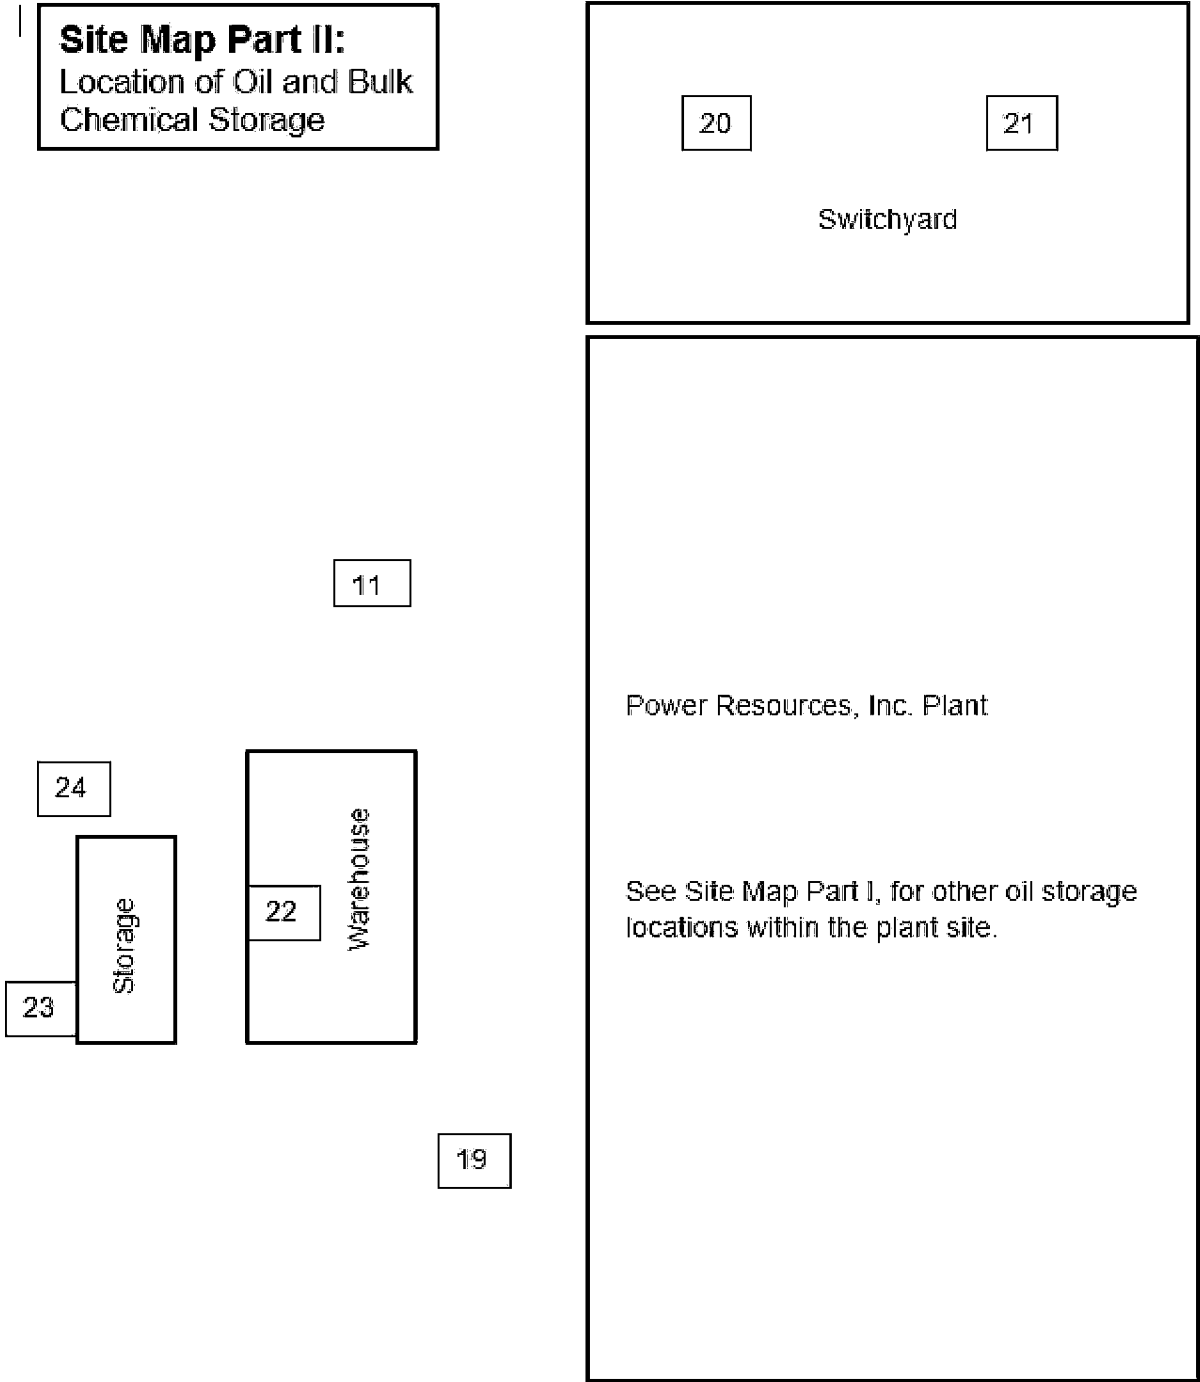 Site Map Part II:
Location of Oil and Bulk
Chemical Storage
20
21
Switchyard
11
Power Resources, Inc. Plant
24
Warehouse
See Site Map Part I, for other oil storage
locations within the plant site.
22
Storage
23
19